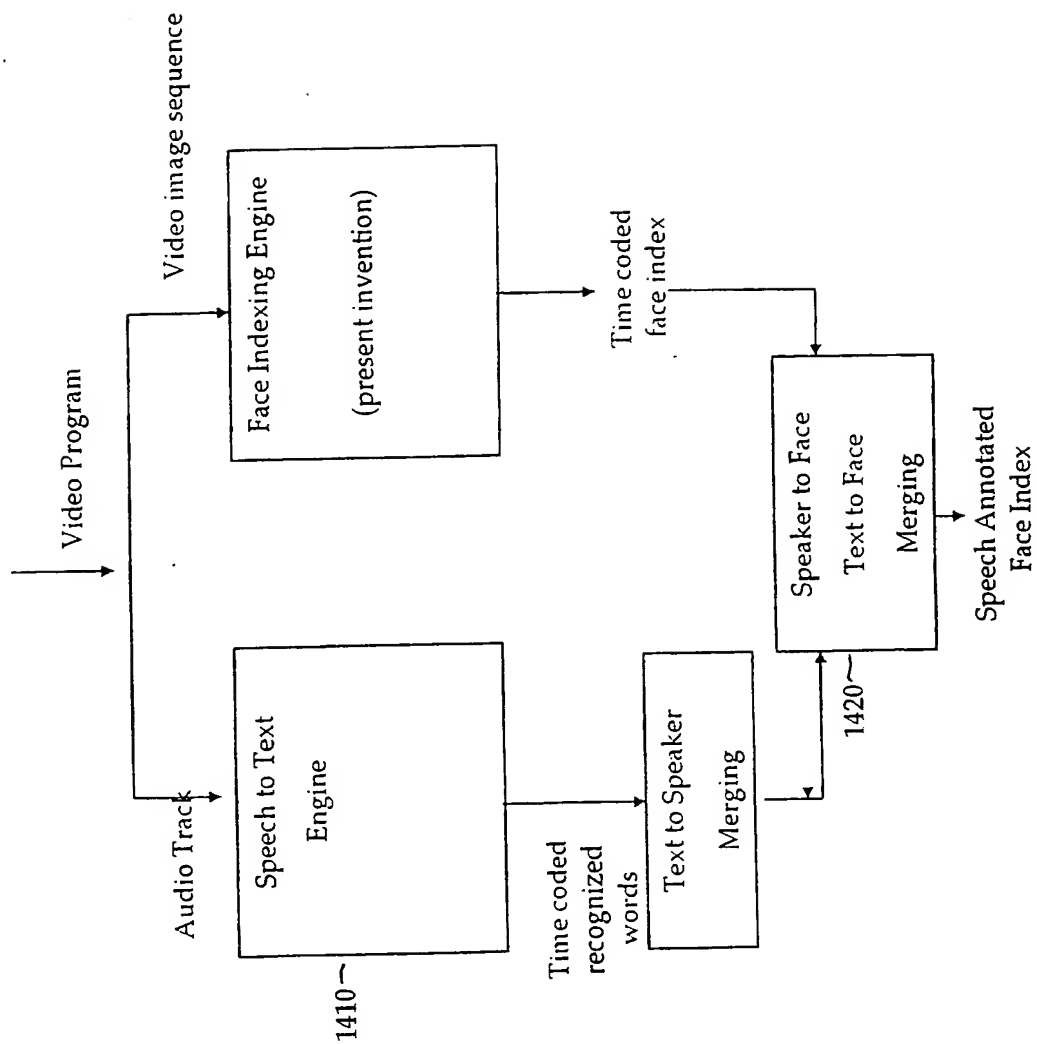 Video Program
Audio Track
Video image sequence
1410
Speech to Text
Engine
Face Indexing Engine
(present invention)
Time coded
recognized
words
Time coded
face index
Text to Speaker
Merging
1420
Speaker to Face
Text to Face
Merging
Speech Annotated
Face Index